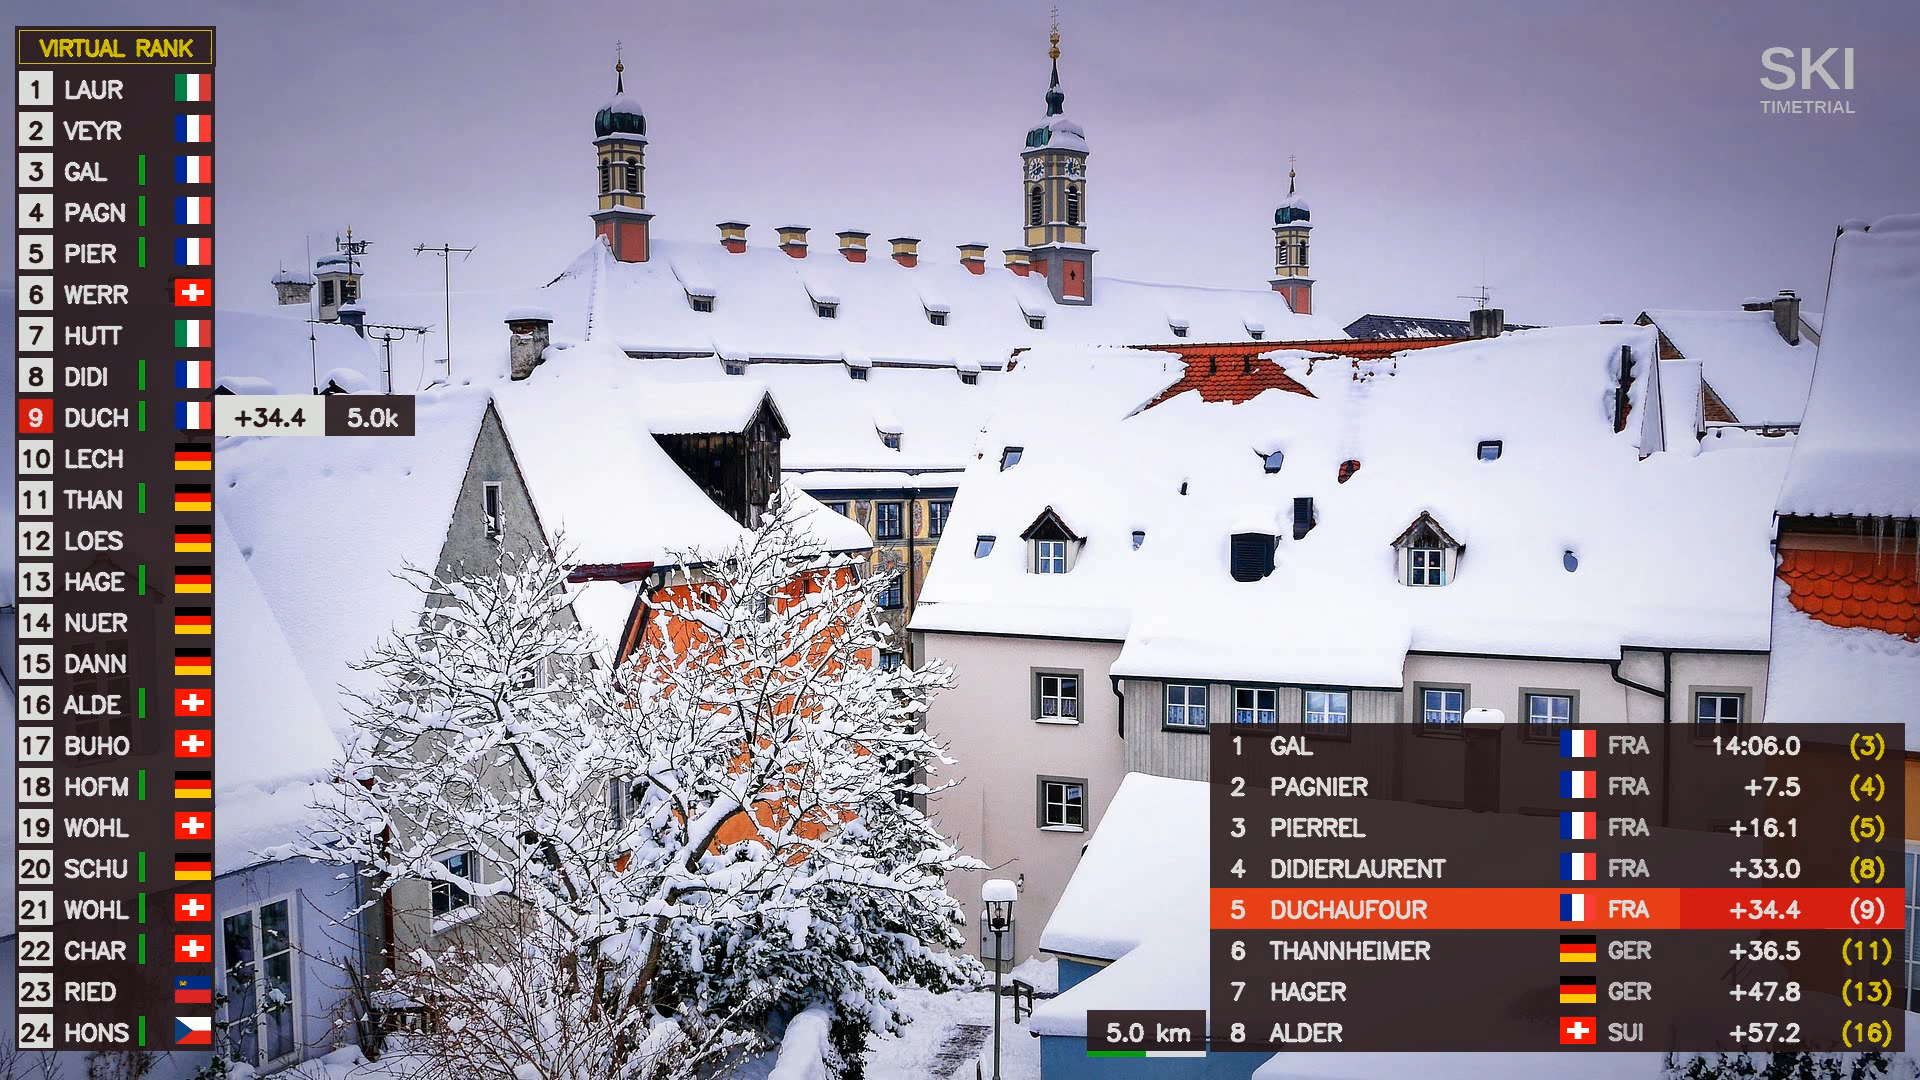 VIRTUAL RANK
1 LAUR
2 VEYR
3 GAL
4 PAGN
5 PIER
6 WERR
7 HUTT
8 DIDI
9 DUCH +34.4 5.0k
10 LECH
11 THAN
12 LOES
13 HAGE
14 NUER
15 DANN
16 ALDE
17 BUHO
18 HOFM
19 WOHL
20 SCHU
21 WOHL
22 CHAR
23 RIED
24 HONS
SKI
TIMETRIAL
1 GAL FRA 14:06.0 (3)
2 PAGNIER FRA +7.5 (4)
3 PIERREL FRA +16.1 (5)
4 DIDIERLAURENT FRA +33.0 (8)
5 DUCHAUFOUR FRA +34.4 (9)
6 THANNHEIMER GER +36.5 (11)
7 HAGER GER +47.8 (13)
8 ALDER SUI +57.2 (16)
5.0 km